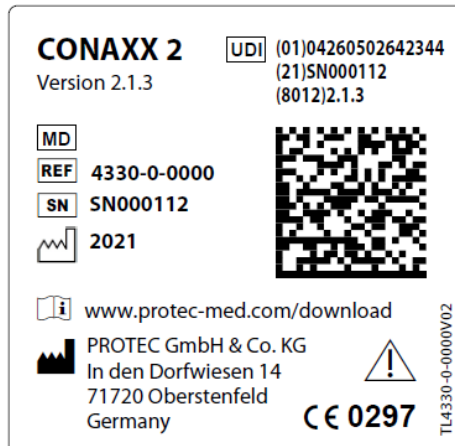 CONAXX 2
Version 2.1.3
UDI (01)04260502642344
(21)SN000112
(8012)2.1.3
MD
REF 4330-0-0000
SN SN000112
2021
i www.protec-med.com/download
PROTEC GmbH & Co. KG
In den Dorfwiesen 14
71720 Oberstenfeld
Germany
CE 0297
TL4330-0-0000V02